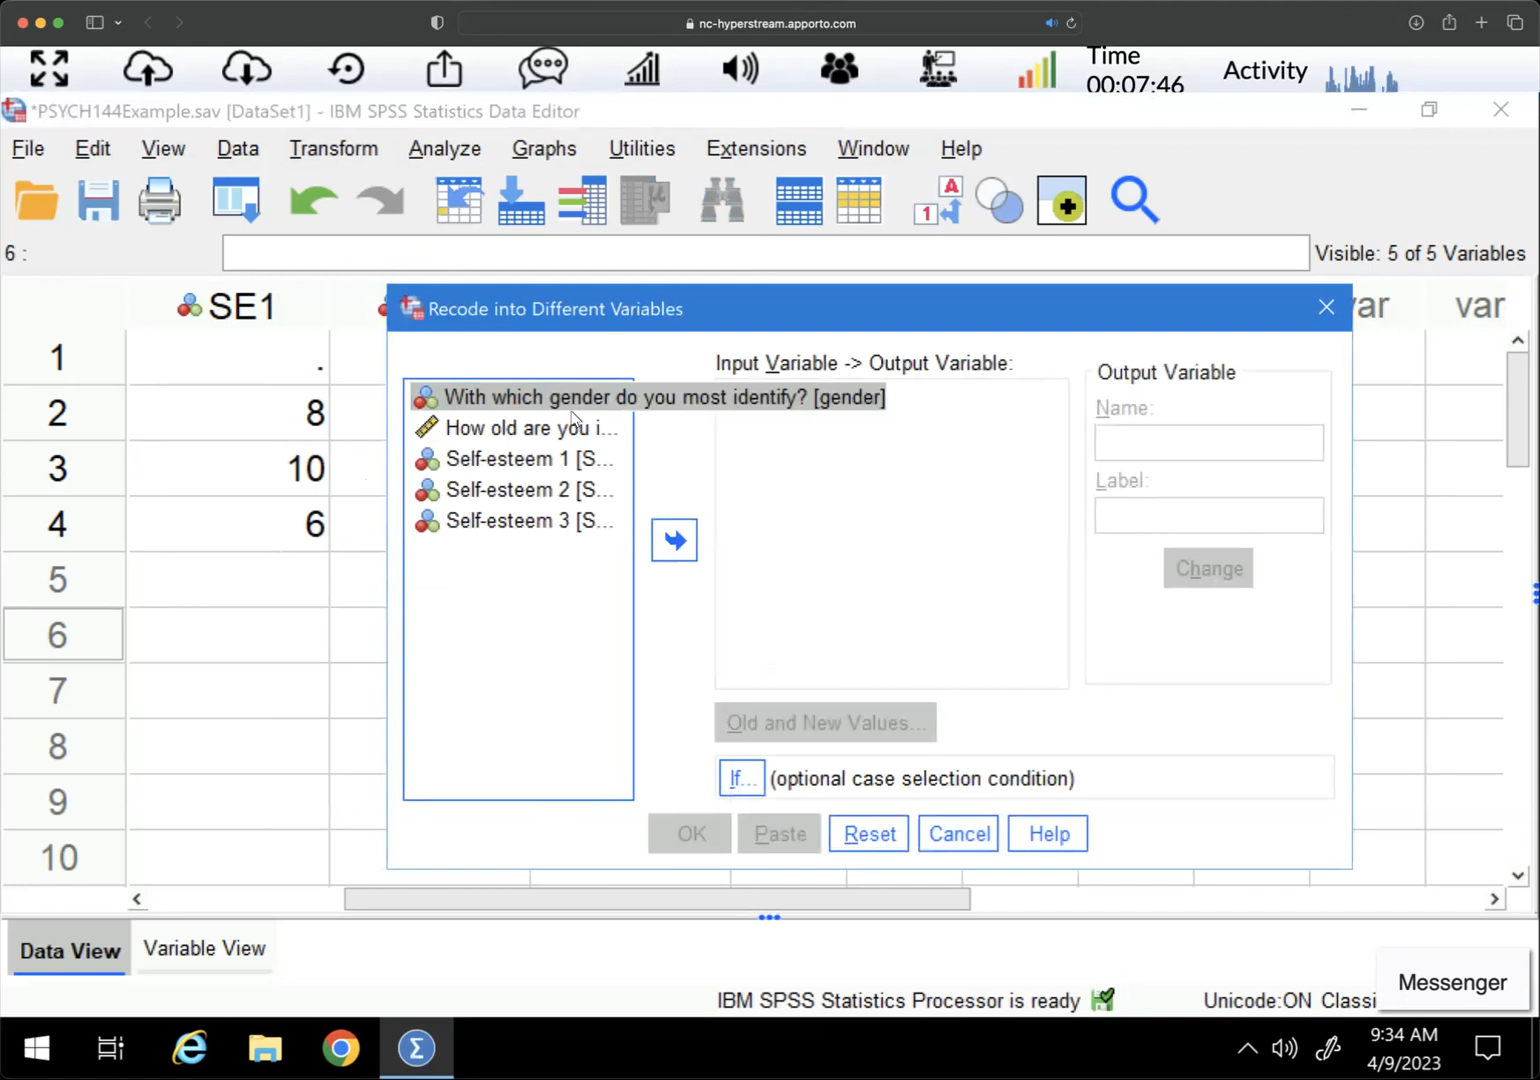 nc-hyperstream.apporto.com
Time
00:07:46
Activity
*PSYCH144Example.sav [DataSet1] - IBM SPSS Statistics Data Editor
File Edit View Data Transform Analyze Graphs Utilities Extensions Window Help
A
1
6 :
Visible: 5 of 5 Variables
SE1
var
var
1
.
2
8
3
10
4
6
5
6
7
8
9
10
Recode into Different Variables
With which gender do you most identify? [gender]
How old are you i...
Self-esteem 1 [S...
Self-esteem 2 [S...
Self-esteem 3 [S...
Input Variable -> Output Variable:
Output Variable
Name:
Label:
Change
Old and New Values...
If... (optional case selection condition)
OK Paste Reset Cancel Help
Data View Variable View
IBM SPSS Statistics Processor is ready
Unicode:ON Classi
Messenger
9:34 AM
4/9/2023